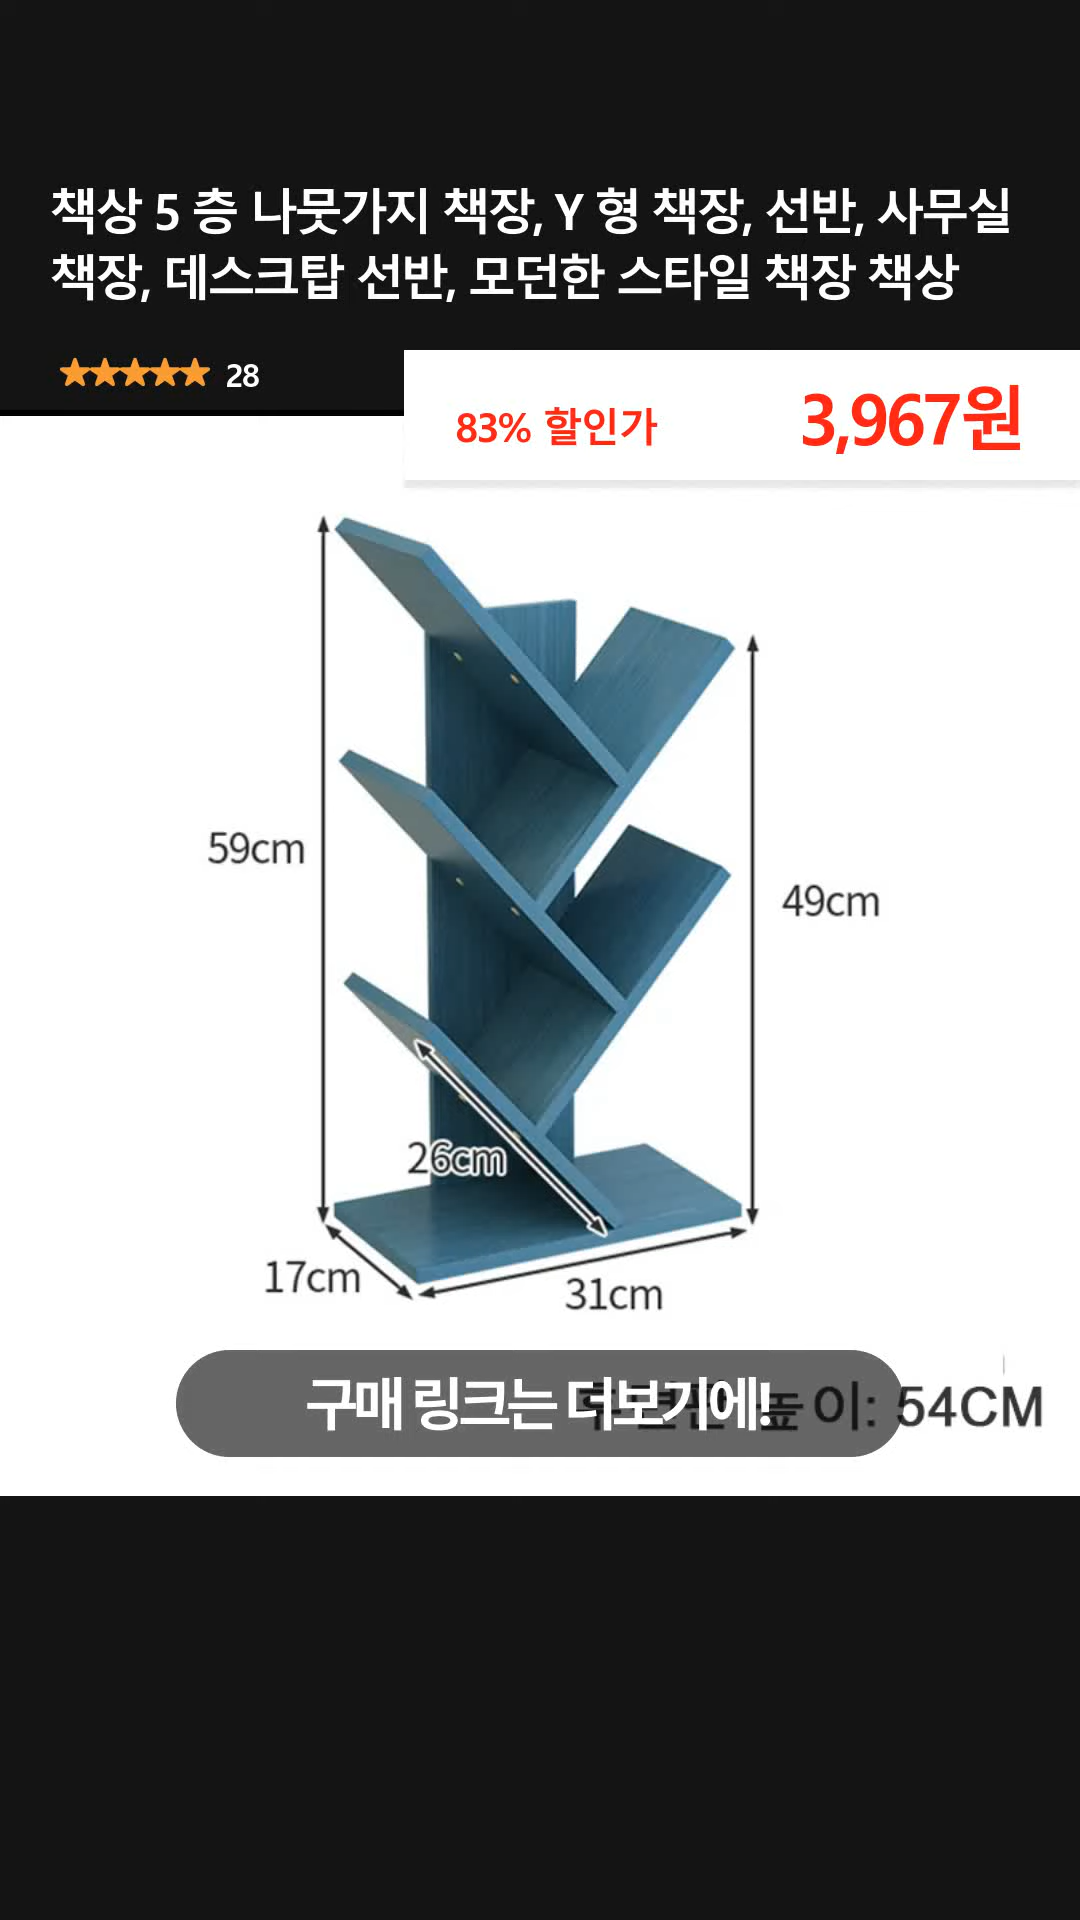 책상 5 층 나뭇가지 책장, Y 형 책장, 선반, 사무실
책장, 데스크탑 선반, 모던한 스타일 책장 책상
28
83% 할인가
3,967원
59cm
49cm
26cm
17cm
31cm
구매 링크는 더보기에!
높이: 54CM